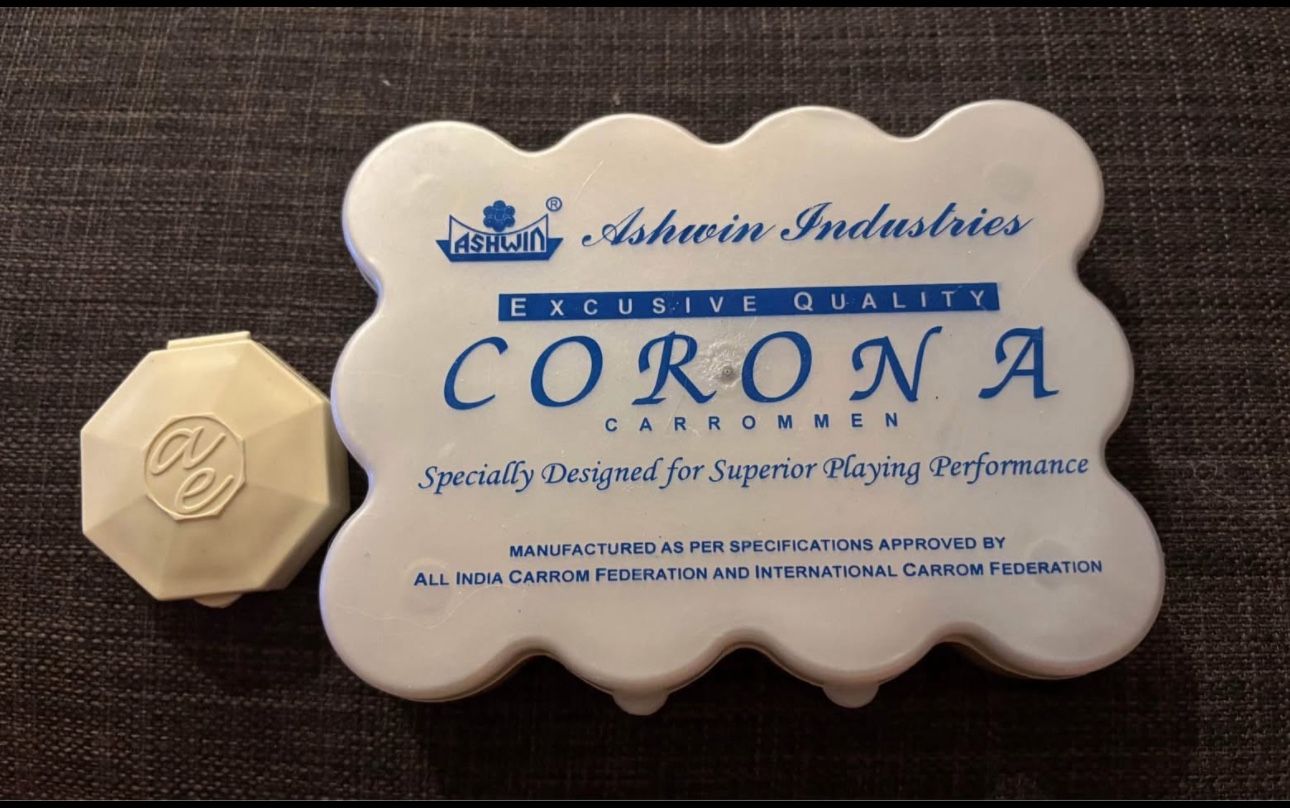 ASHWIN ® Ashwin Industries
EXCUSIVE QUALITY
CORONA
CARROMMEN
Specially Designed for Superior Playing Performance
MANUFACTURED AS PER SPECIFICATIONS APPROVED BY
ALL INDIA CARROM FEDERATION AND INTERNATIONAL CARROM FEDERATION
ae